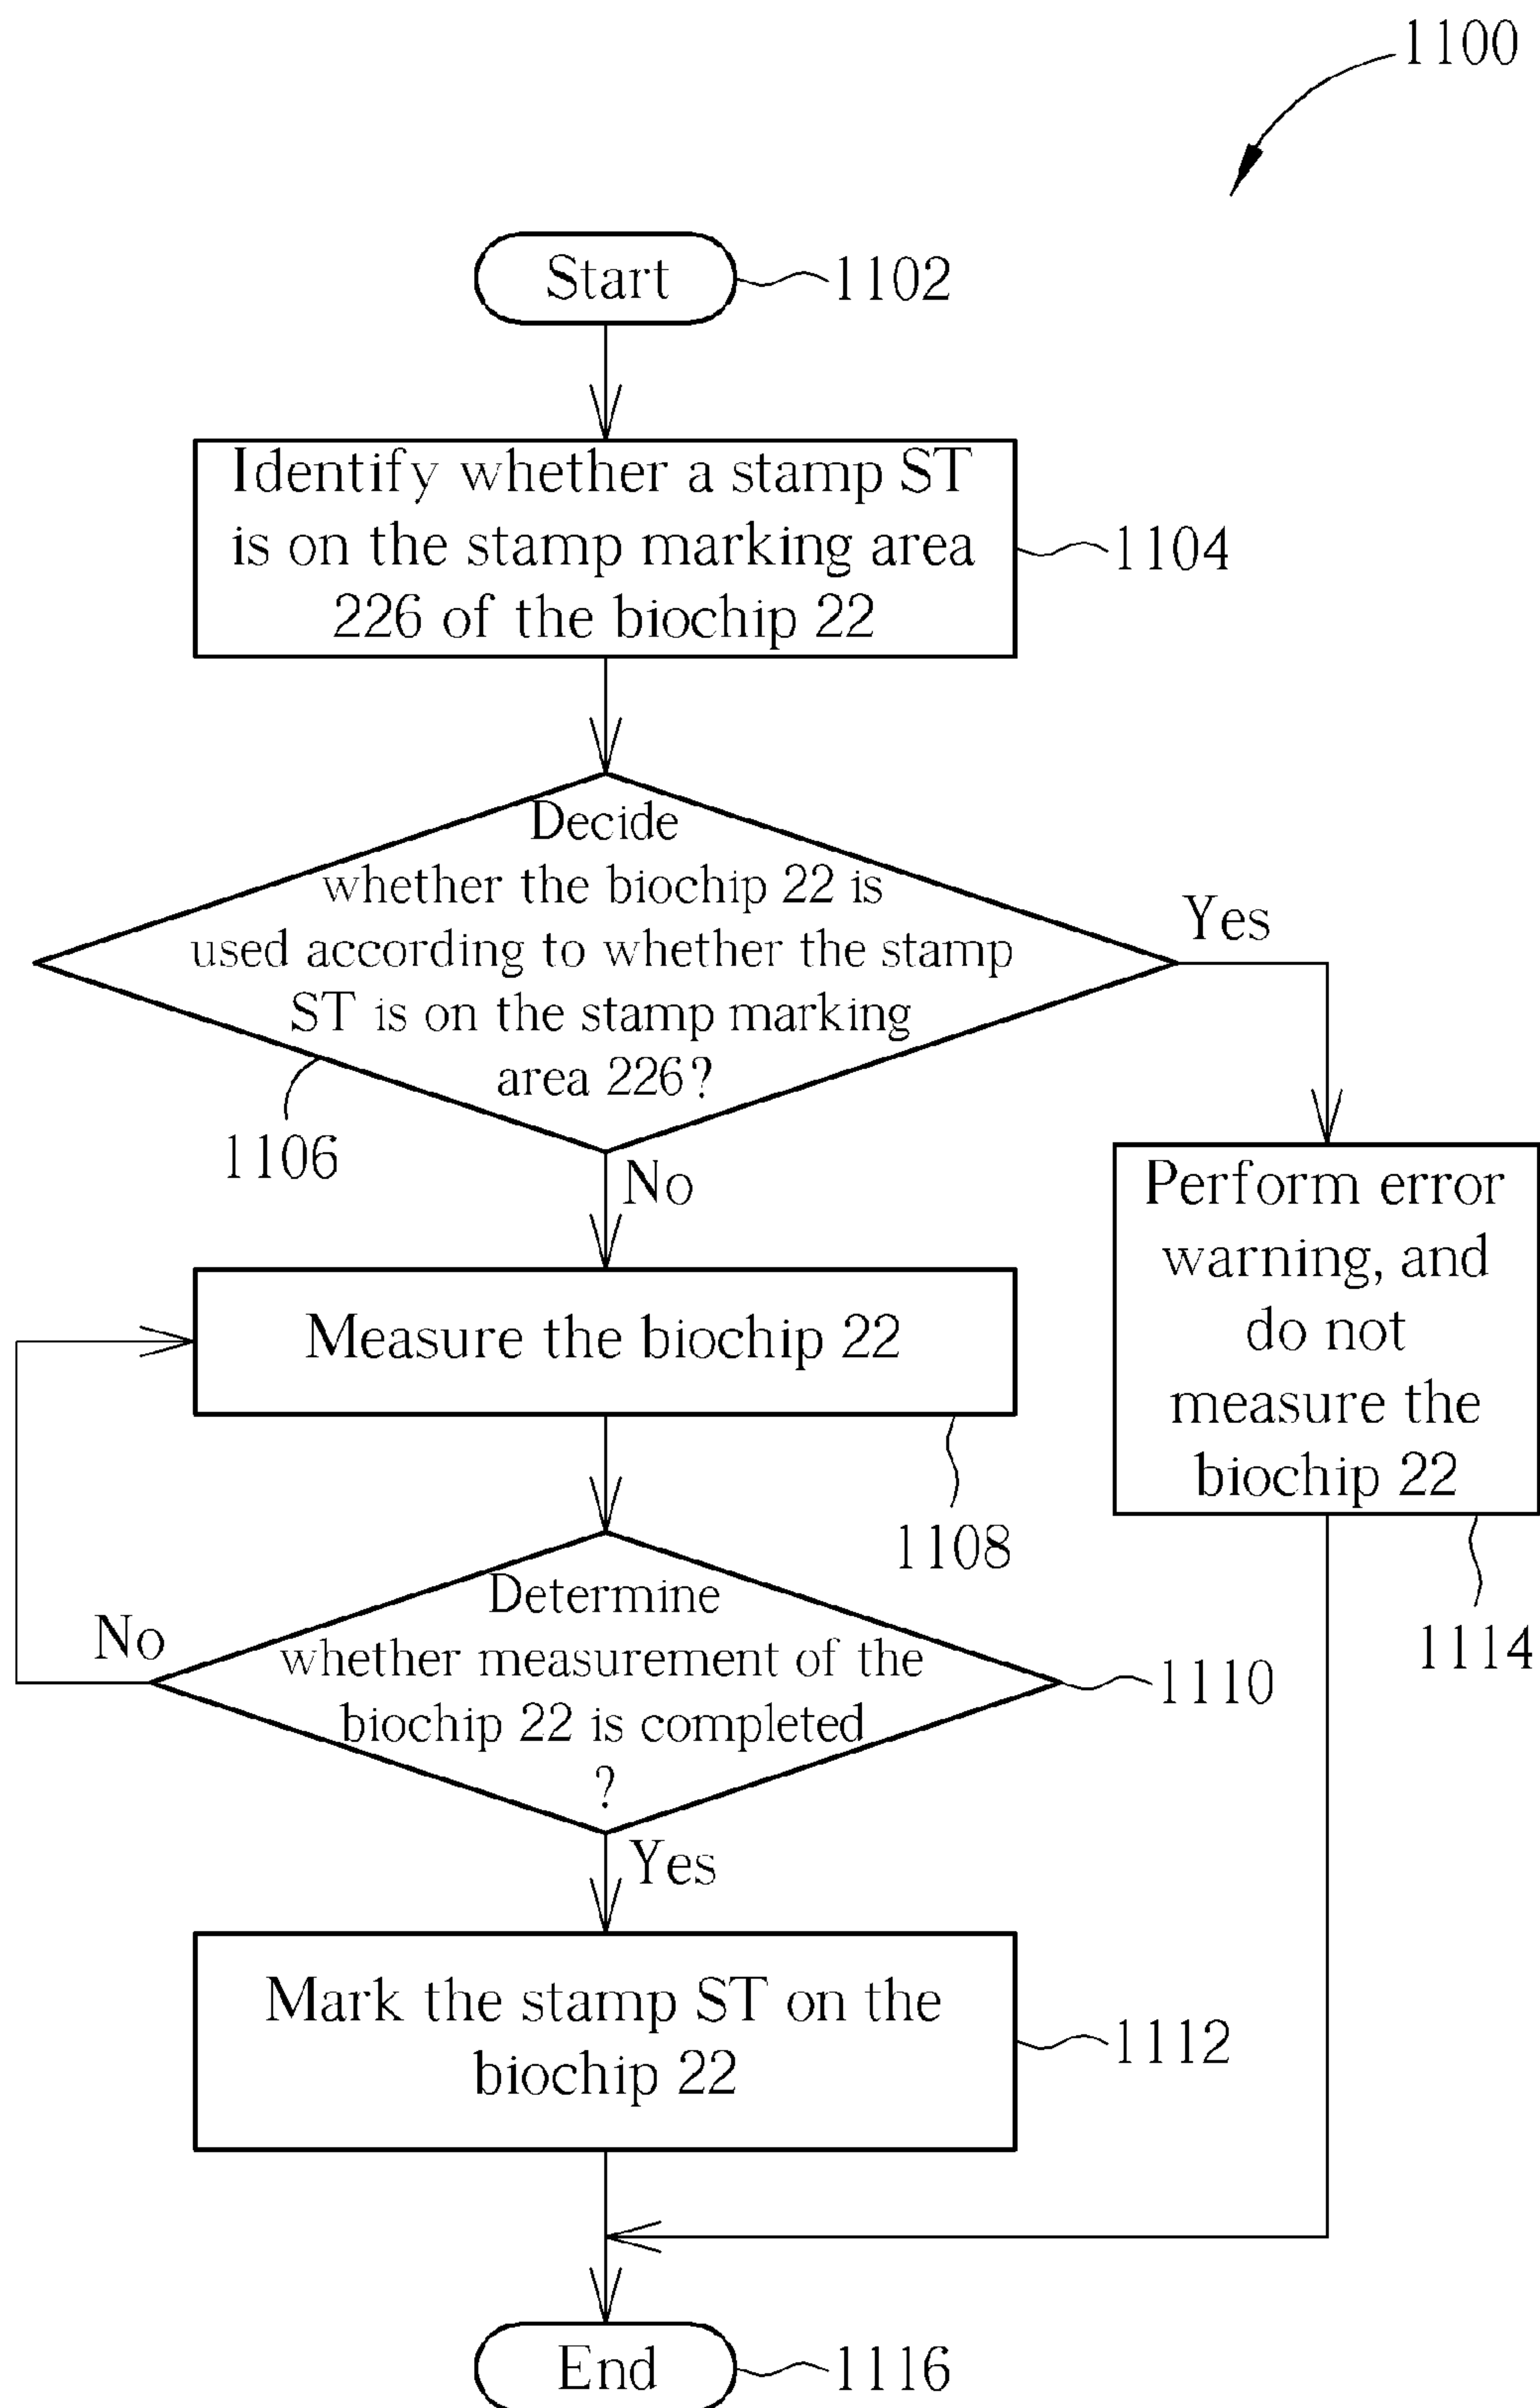 1100
Start
1102
Identify whether a stamp ST
is on the stamp marking area
226 of the biochip 22
1104
Decide
whether the biochip 22 is
used according to whether the stamp
ST is on the stamp marking
area 226?
Yes
1106
No
Perform error
warning, and
do not
measure the
biochip 22
Measure the biochip 22
1108
1114
Determine
whether measurement of the
biochip 22 is completed
?
No
1110
Yes
Mark the stamp ST on the
biochip 22
1112
End
1116